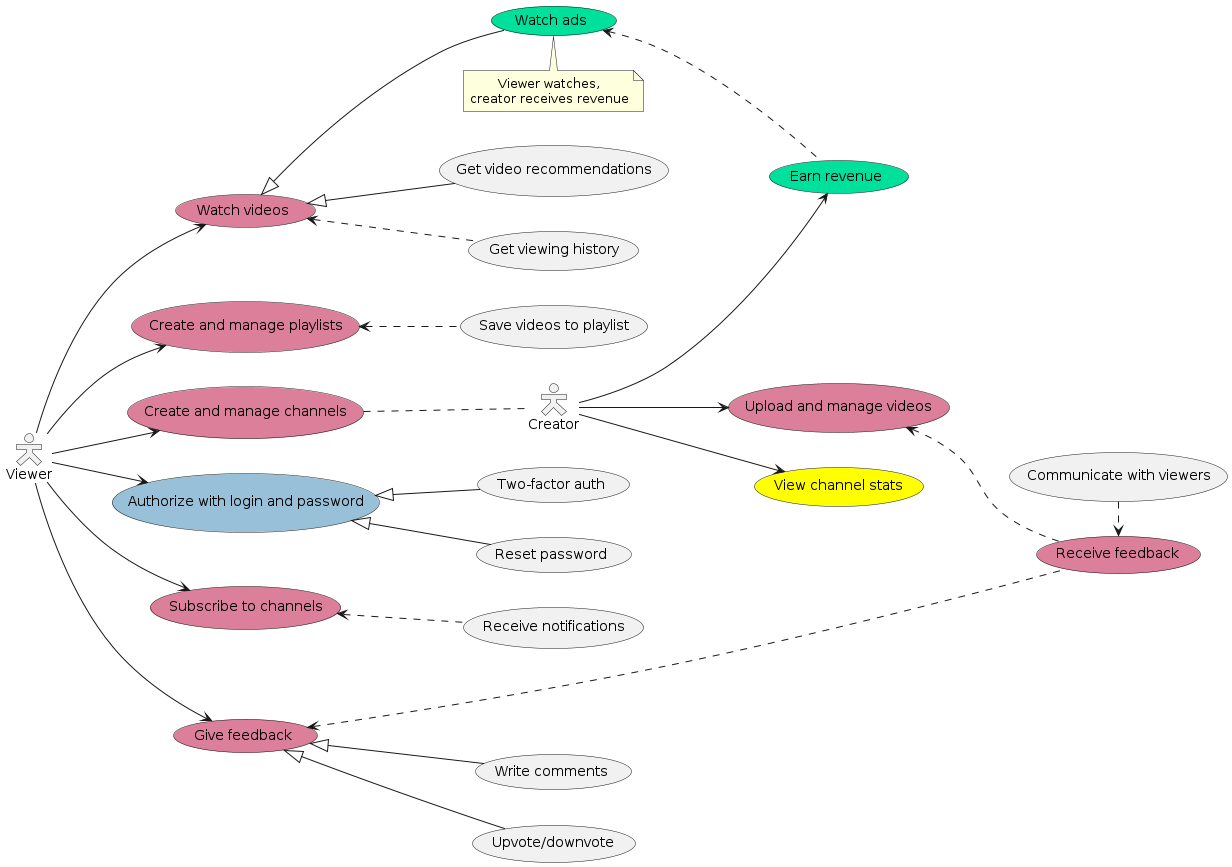 Watch ads
Viewer watches,
creator receives revenue
Get video recommendations
Earn revenue
Watch videos
Get viewing history
Create and manage playlists
Save videos to playlist
Create and manage channels
Creator
Upload and manage videos
Viewer
Authorize with login and password
Two-factor auth
View channel stats
Communicate with viewers
Reset password
Receive feedback
Subscribe to channels
Receive notifications
Give feedback
Write comments
Upvote/downvote